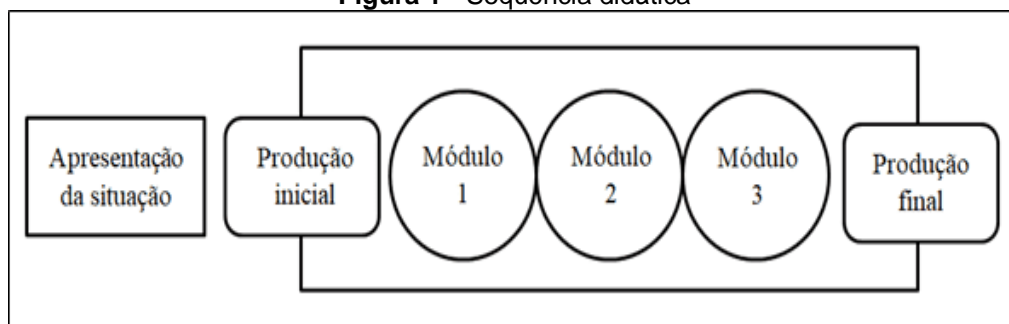 Figura 1 - Sequência didática
Apresentação
da situação
Produção
inicial
Módulo
1
Módulo
2
Módulo
3
Produção
final